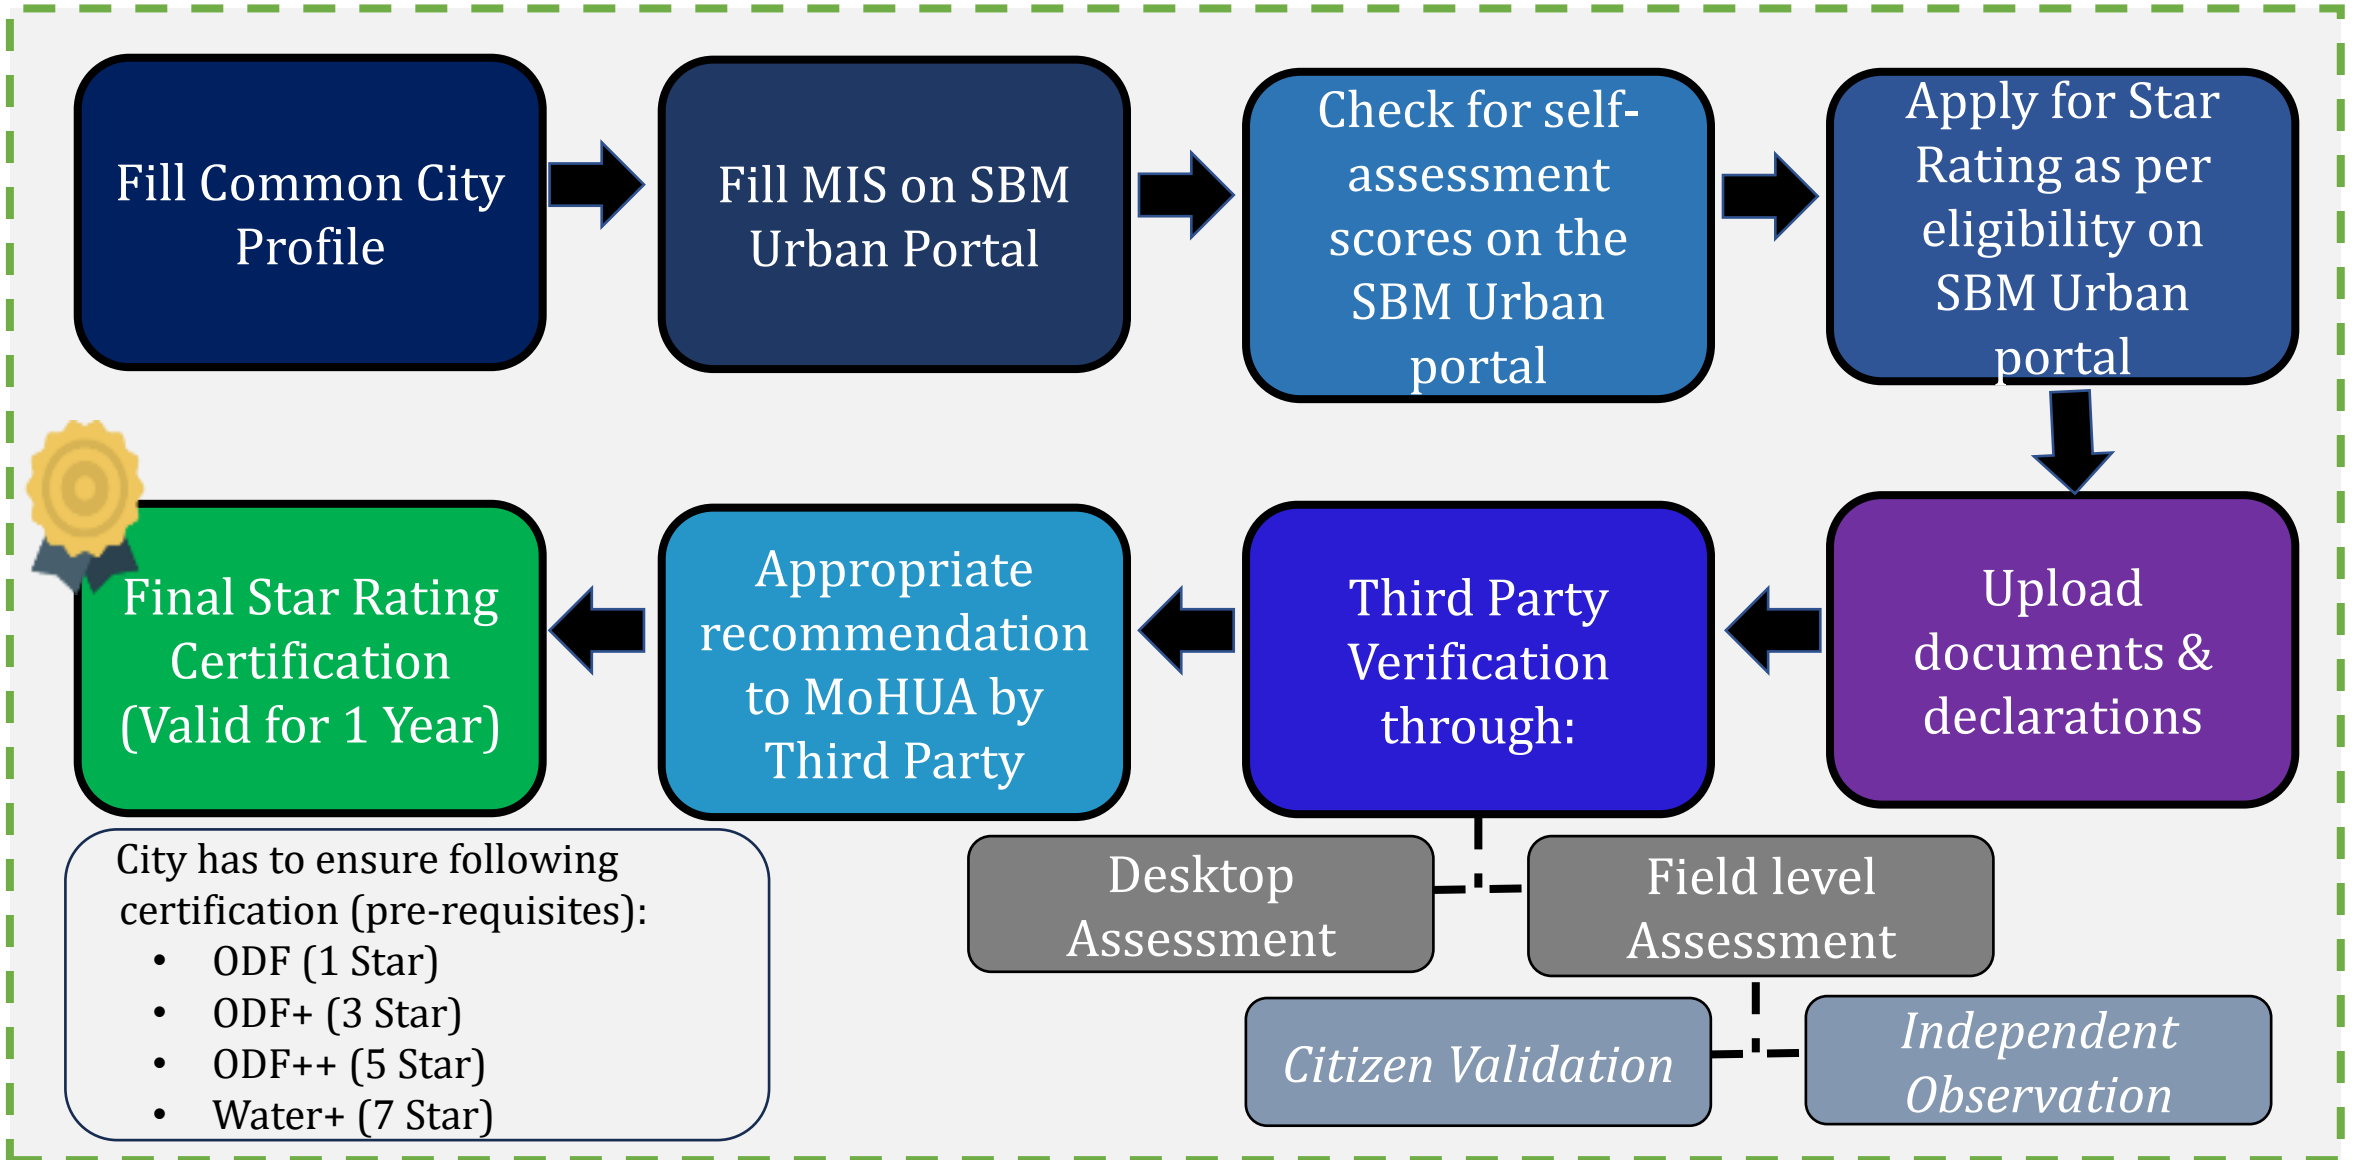 Fill Common City
Profile
Fill MIS on SBM
Urban Portal
Check for self-
assessment
scores on the
SBM Urban
portal
Apply for Star
Rating as per
eligibility on
SBM Urban
portal
Upload
documents &
declarations
Third Party
Verification
through:
Appropriate
recommendation
to MoHUA by
Third Party
Final Star Rating
Certification
(Valid for 1 Year)
Desktop
Assessment
Field level
Assessment
Citizen Validation
Independent
Observation
City has to ensure following
certification (pre-requisites):
• ODF (1 Star)
• ODF+ (3 Star)
• ODF++ (5 Star)
• Water+ (7 Star)